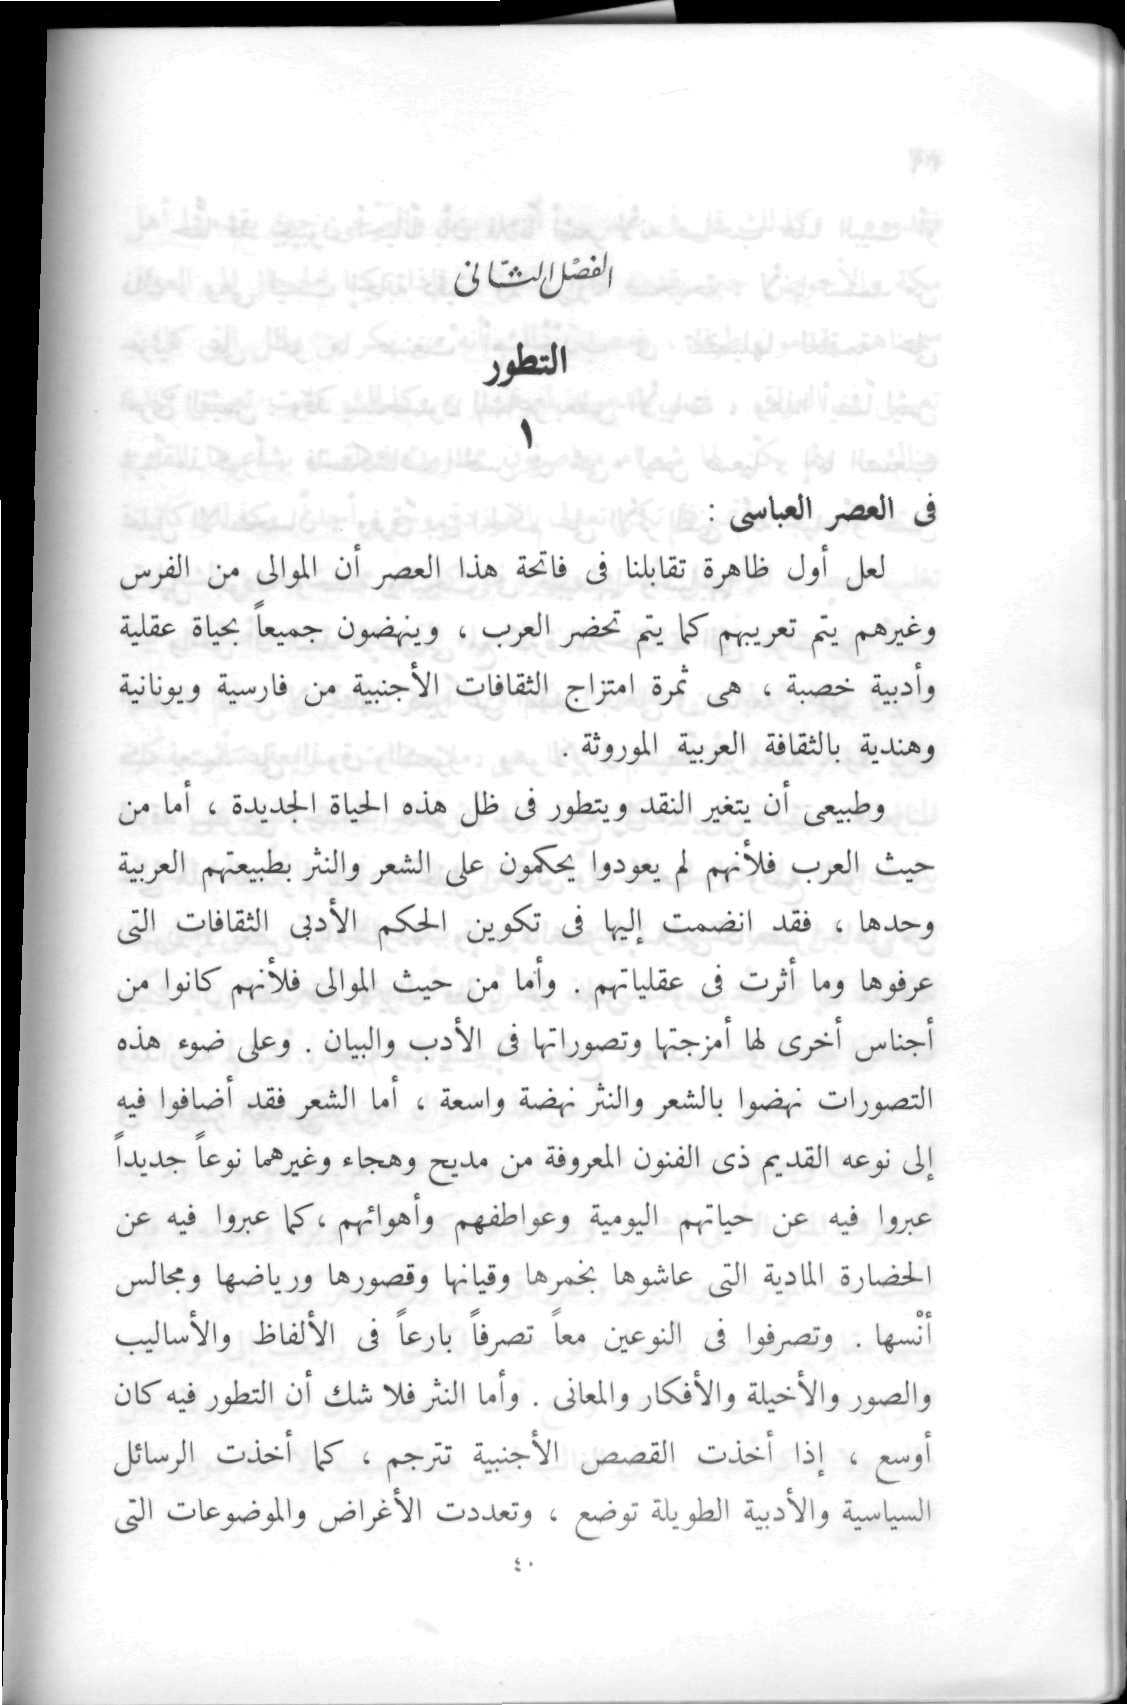 الفصل الثانى
التطور
١
فى العصر العباسى :
لعل أول ظاهرة تقابلنا فى فاتحة هذا العصر أن الموالى من الفرس
وغيرهم يتم تعريبهم كما يتم تحضر العرب ، وينهضون جميعاً بحياة عقلية
وأدبية خصبة ، هى ثمرة امتزاج الثقافات الأجنبية من فارسية ويونانية
وهندية بالثقافة العربية الموروثة .
وطبيعى أن يتغير النقد ويتطور فى ظل هذه الحياة الجديدة ، أما من
حيث العرب فلأنهم لم يعودوا يحكمون على الشعر والنثر بطبيعتهم العربية
وحدها ، فقد انضمت إليها فى تكوين الحكم الأدبى الثقافات التى
عرفوها وما أثرت فى عقلياتهم . وأما من حيث الموالى فلأنهم كانوا من
أجناس أخرى لها أمزجتها وتصوراتها فى الأدب والبيان . وعلى ضوء هذه
التصورات نهضوا بالشعر والنثر نهضة واسعة ، أما الشعر فقد أضافوا فيه
إلى نوعه القديم ذى الفنون المعروفة من مديح وهجاء وغيرهما نوعاً جديداً
عبروا فيه عن حياتهم اليومية وعواطفهم وأهوائهم ، كما عبروا فيه عن
الحضارة المادية التى عاشوها بخمرها وقيانها وقصورها ورياضها ومجالس
أنْسها . وتصرفوا فى النوعين معاً تصرفاً بارعاً فى الألفاظ والأساليب
والصور والأخيلة والأفكار والمعانى . وأما النثر فلا شك أن التطور فيه كان
أوسع ، إذا أخذت القصص الأجنبية تترجم ، كما أخذت الرسائل
السياسية والأدبية الطويلة توضع ، وتعددت الأغراض والموضوعات التى
٤٠